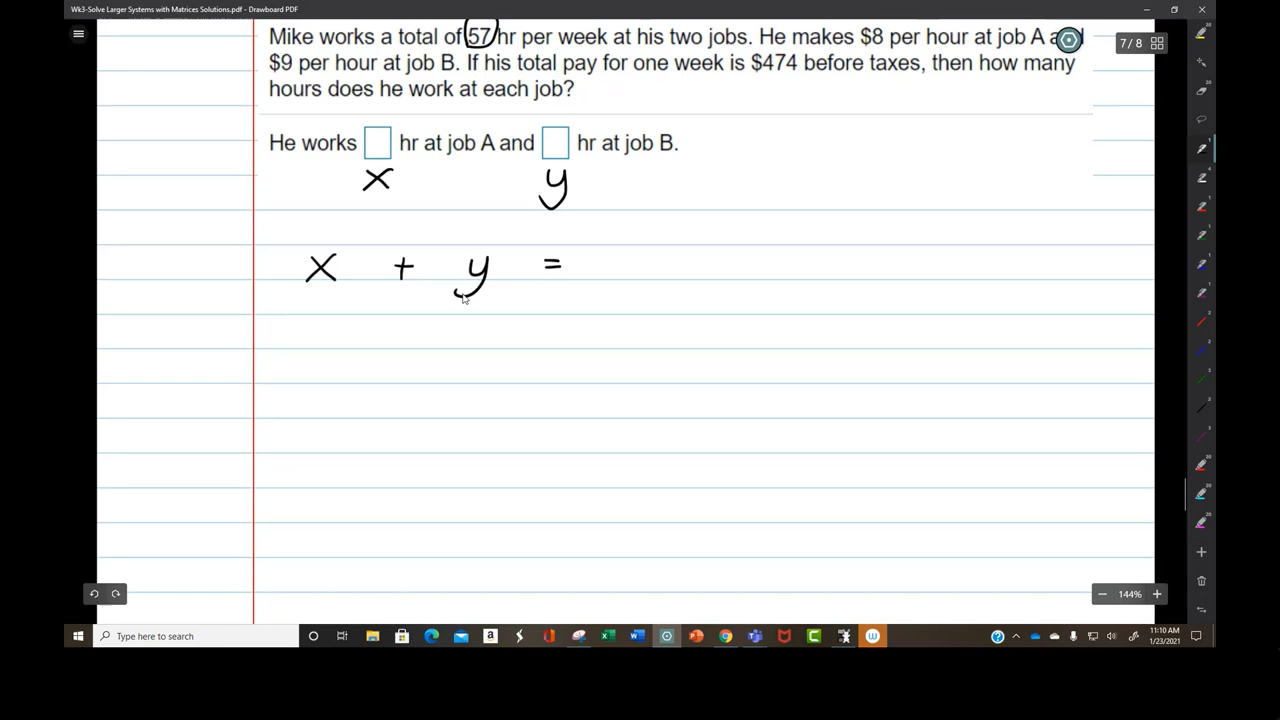 Wk3-Solve Larger Systems with Matrices Solutions.pdf - Drawboard PDF
Mike works a total of 57 hr per week at his two jobs. He makes $8 per hour at job A
7 / 8
$9 per hour at job B. If his total pay for one week is $474 before taxes, then how many
hours does he work at each job?
He works hr at job A and hr at job B.
x y
x + y =
144%
Type here to search
11:10 AM
1/23/2021